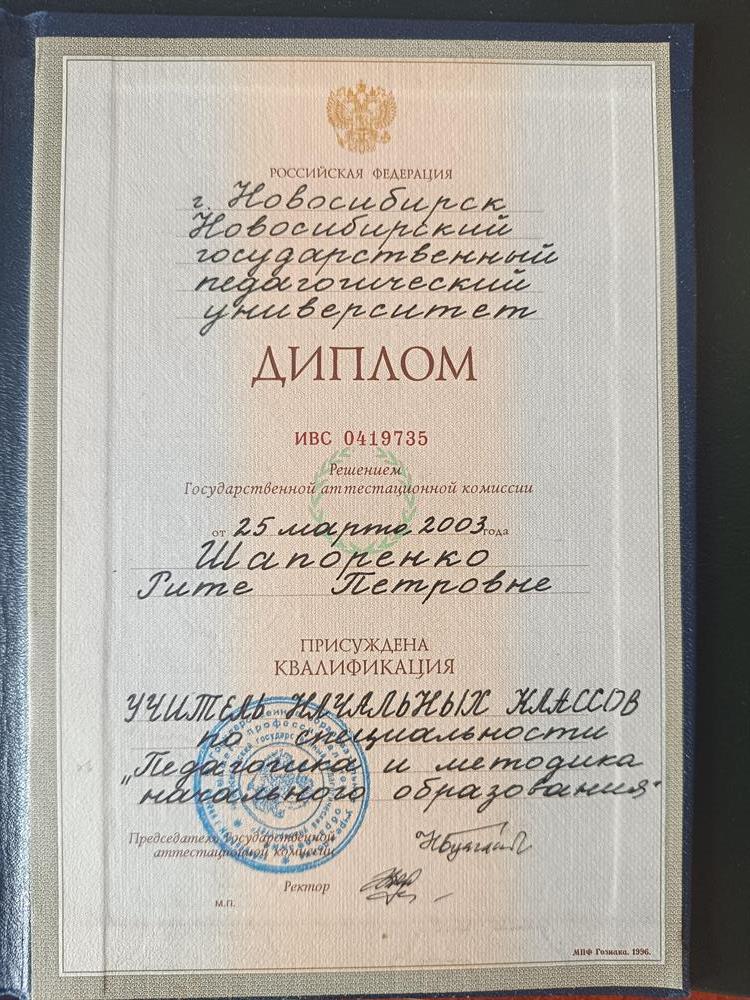 РОССИЙСКАЯ ФЕДЕРАЦИЯ
г. Новосибирск
Новосибирский
государственный
педагогический
университет
ДИПЛОМ
ИВС 0419735
Решением
Государственной аттестационной комиссии
от 25 марта 2003 года
Шапоренко
Рите Петровне
ПРИСУЖДЕНА
КВАЛИФИКАЦИЯ
УЧИТЕЛЬ НАЧАЛЬНЫХ КЛАССОВ
по специальности
„Педагогика и методика
начального образования"
Председатель Государственной
аттестационной комиссии
Ректор
М.П.
МПФ Гознака. 1996.